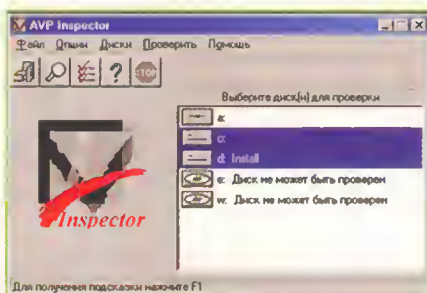 AVP Inspector
Файл Опции Диски Проверить Помощь
STOP
Выберите диск(и) для проверки
a:
c:
d: Install
e: Диск не может быть проверен
w: Диск не может быть проверен
Inspector
Для получения подсказки нажмите F1